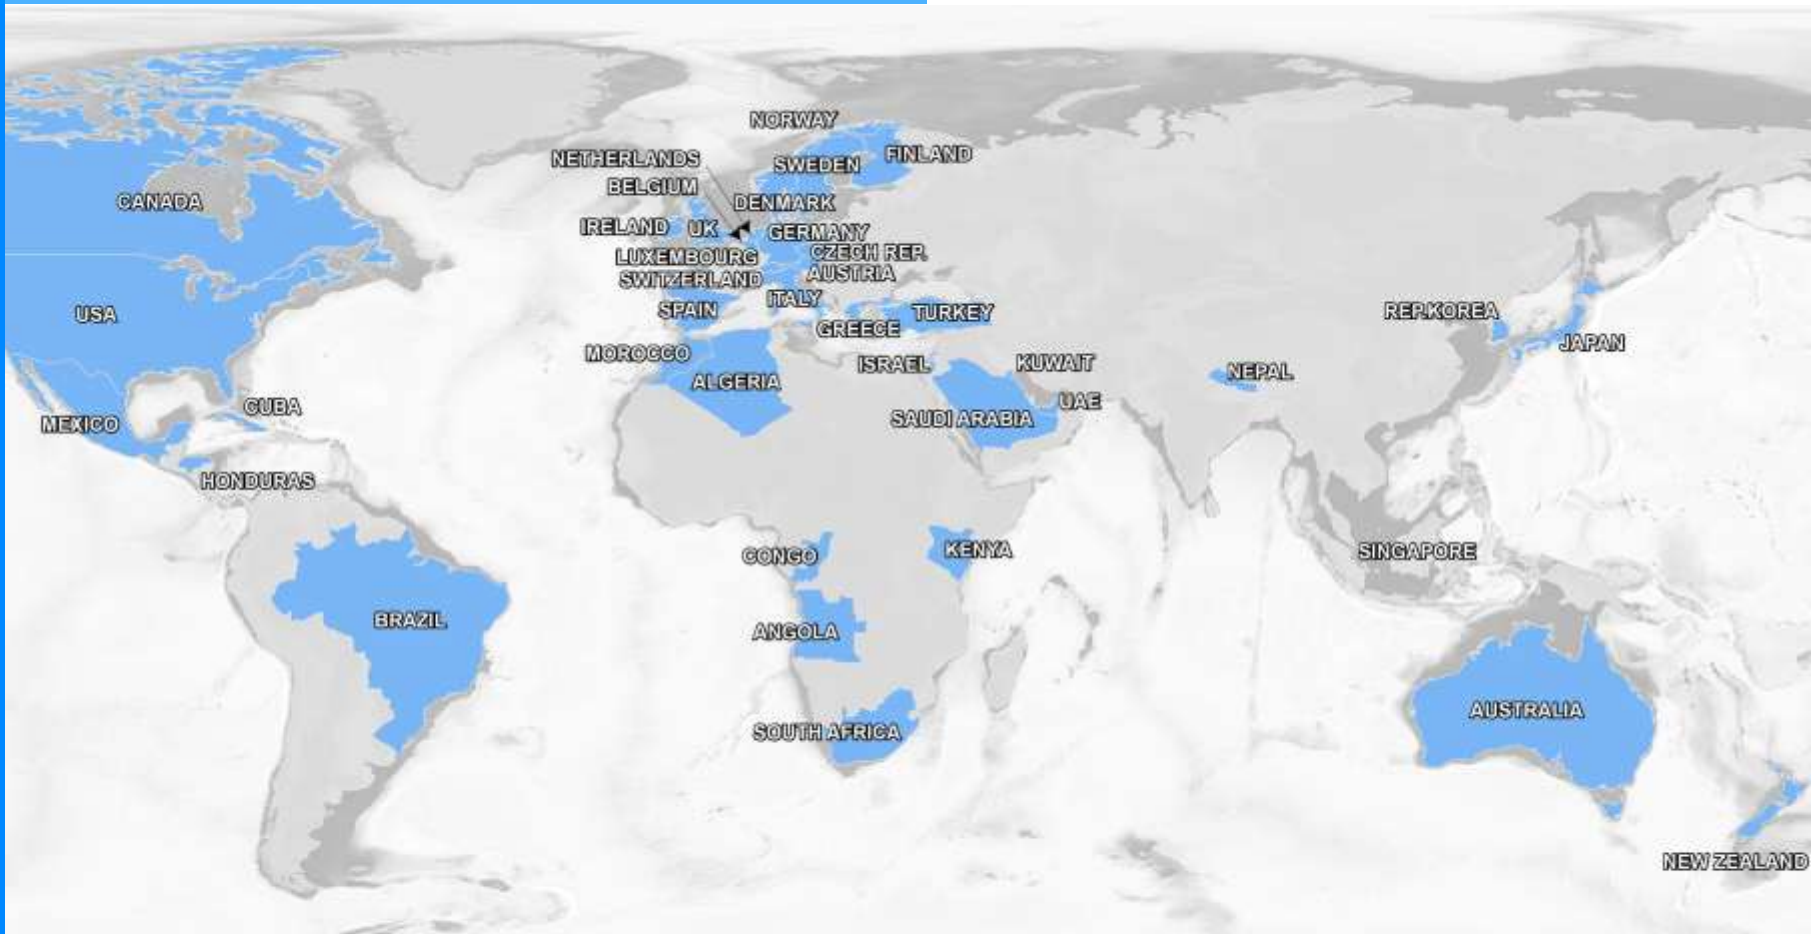 NORWAY
FINLAND
NETHERLANDS
SWEDEN
BELGIUM
CANADA
DENMARK
IRELAND
UK
GERMANY
CZECH REP.
LUXEMBOURG
AUSTRIA
SWITZERLAND
ITALY
SPAIN
USA
TURKEY
REP.KOREA
GREECE
JAPAN
MOROCCO
ISRAEL
KUWAIT
NEPAL
ALGERIA
UAE
CUBA
MEXICO
SAUDI ARABIA
HONDURAS
CONGO
KENYA
SINGAPORE
BRAZIL
ANGOLA
AUSTRALIA
SOUTH AFRICA
NEW ZEALAND